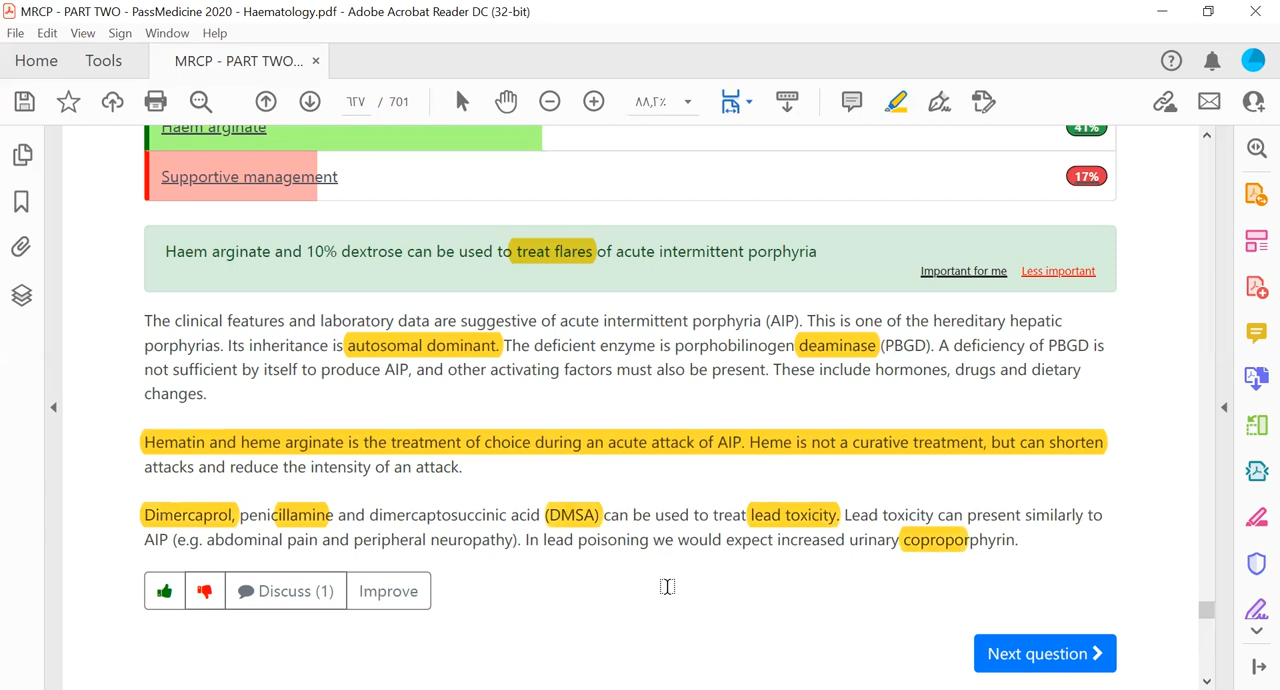 MRCP - PART TWO - PassMedicine 2020 - Haematology.pdf - Adobe Acrobat Reader DC (32-bit)
File Edit View Sign Window Help
Home Tools MRCP - PART TWO... ×
٦٢٧ / 701 ٨٨,٢٪
Haem arginate 41%
Supportive management 17%
Haem arginate and 10% dextrose can be used to treat flares of acute intermittent porphyria
Important for me Less important
The clinical features and laboratory data are suggestive of acute intermittent porphyria (AIP). This is one of the hereditary hepatic
porphyrias. Its inheritance is autosomal dominant. The deficient enzyme is porphobilinogen deaminase (PBGD). A deficiency of PBGD is
not sufficient by itself to produce AIP, and other activating factors must also be present. These include hormones, drugs and dietary
changes.
Hematin and heme arginate is the treatment of choice during an acute attack of AIP. Heme is not a curative treatment, but can shorten
attacks and reduce the intensity of an attack.
Dimercaprol, penicillamine and dimercaptosuccinic acid (DMSA) can be used to treat lead toxicity. Lead toxicity can present similarly to
AIP (e.g. abdominal pain and peripheral neuropathy). In lead poisoning we would expect increased urinary coproporphyrin.
Discuss (1) Improve
Next question